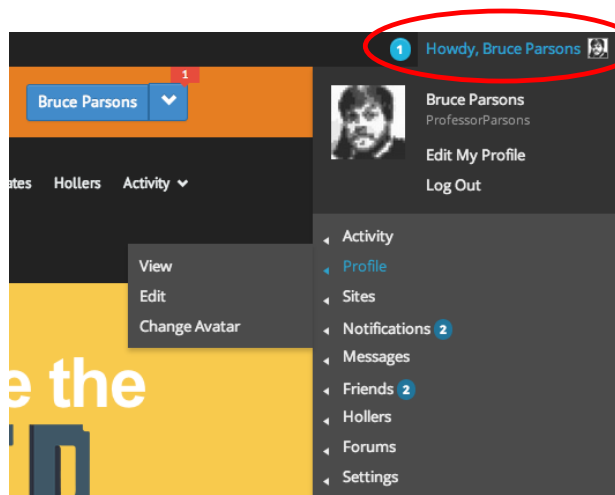 1 Howdy, Bruce Parsons
1
Bruce Parsons
Bruce Parsons
ProfessorParsons
Edit My Profile
Log Out
Hollers Activity
Activity
View Profile
Edit Sites
Change Avatar Notifications 2
Messages
e the
Friends 2
Hollers
Forums
Settings